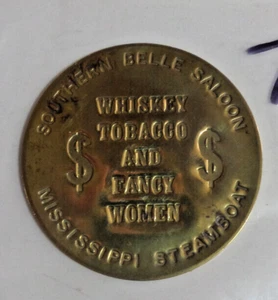 SOUTHERN BELLE SALOON
WHISKEY
TOBACCO
$ AND $
FANCY
WOMEN
MISSISSIPPI STEAMBOAT